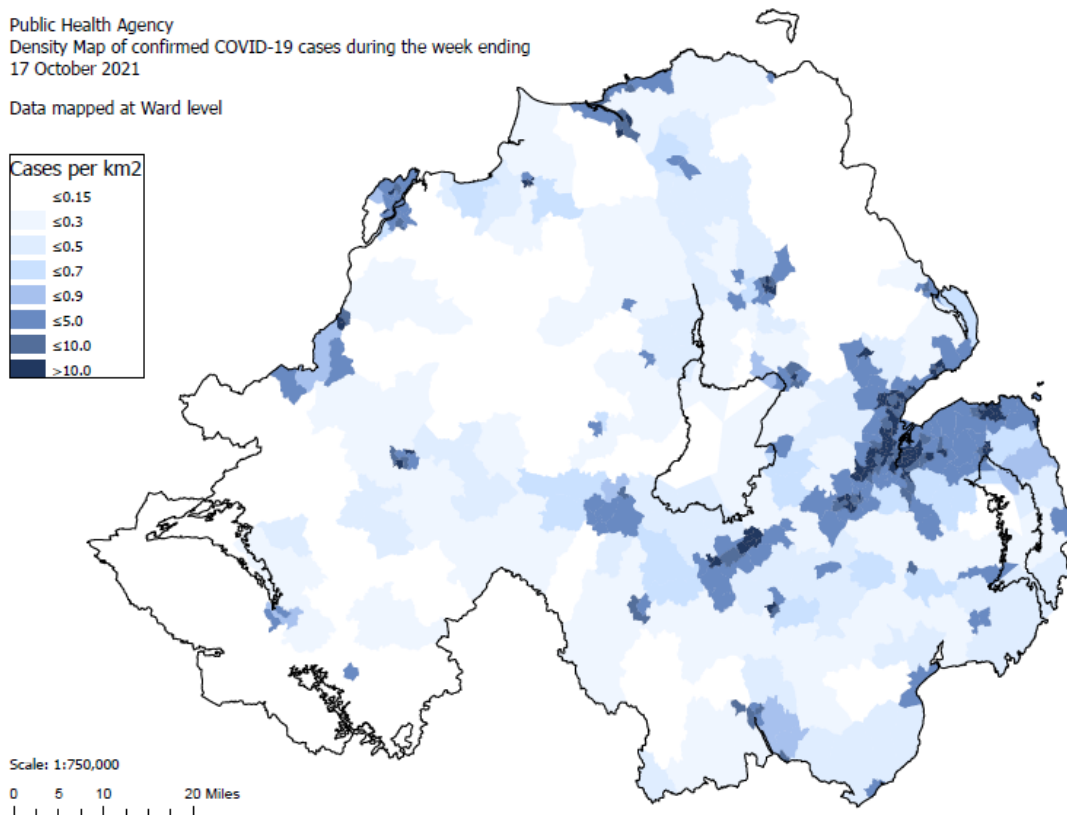 Public Health Agency
Density Map of confirmed COVID-19 cases during the week ending
17 October 2021
Data mapped at Ward level
Cases per km2
≤0.15
≤0.3
≤0.5
≤0.7
≤0.9
≤5.0
≤10.0
>10.0
Scale: 1:750,000
0 5 10 20 Miles